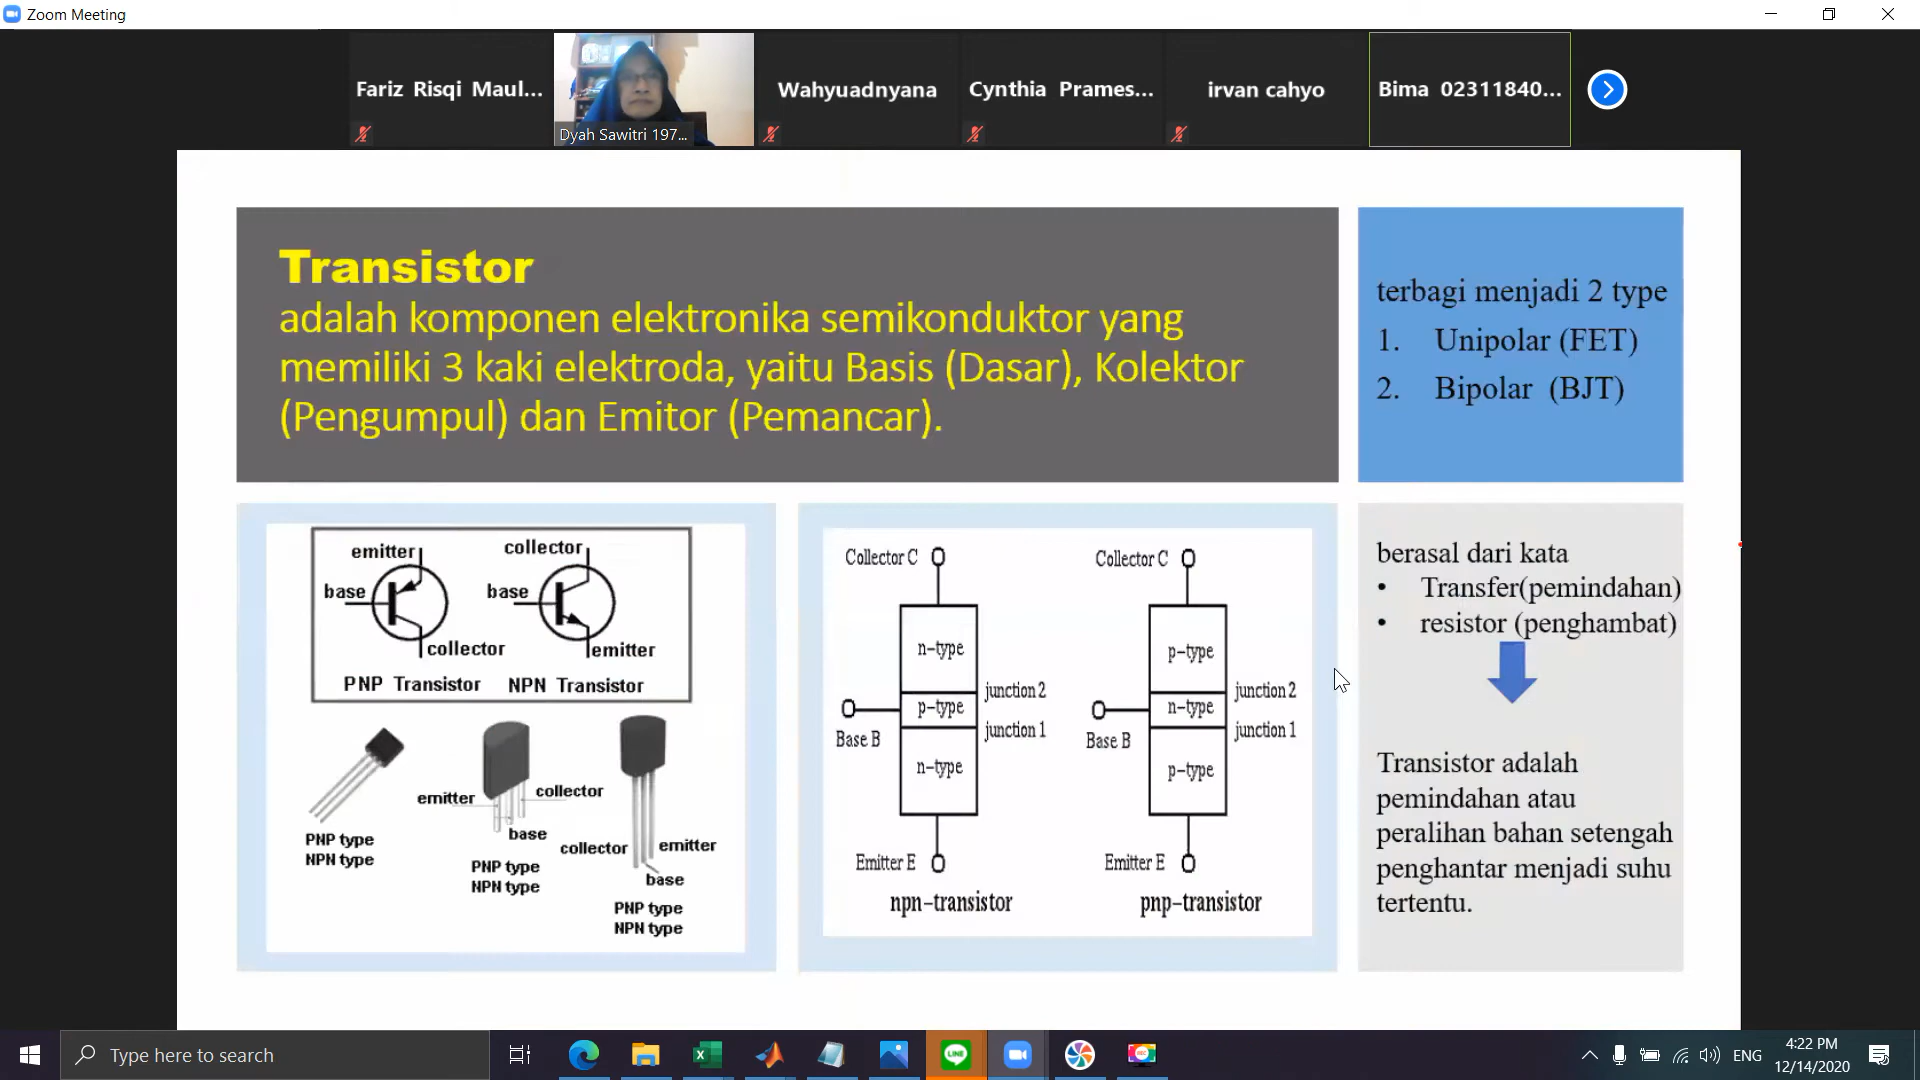 Zoom Meeting
Fariz Risqi Maul...
Dyah Sawitri 197...
Wahyuadnyana
Cynthia Prames...
irvan cahyo
Bima 02311840...
Transistor
adalah komponen elektronika semikonduktor yang
memiliki 3 kaki elektroda, yaitu Basis (Dasar), Kolektor
(Pengumpul) dan Emitor (Pemancar).
terbagi menjadi 2 type
1. Unipolar (FET)
2. Bipolar (BJT)
emitter
base
collector
PNP Transistor
collector
base
emitter
NPN Transistor
PNP type
NPN type
emitter
collector
base
PNP type
NPN type
collector
emitter
base
PNP type
NPN type
Collector C
n-type
junction 2
p-type
Base B
junction 1
n-type
Emitter E
npn-transistor
Collector C
p-type
junction 2
n-type
Base B
junction 1
p-type
Emitter E
pnp-transistor
berasal dari kata
• Transfer(pemindahan)
• resistor (penghambat)
Transistor adalah
pemindahan atau
peralihan bahan setengah
penghantar menjadi suhu
tertentu.
Type here to search
LINE
REC
ENG
4:22 PM
12/14/2020